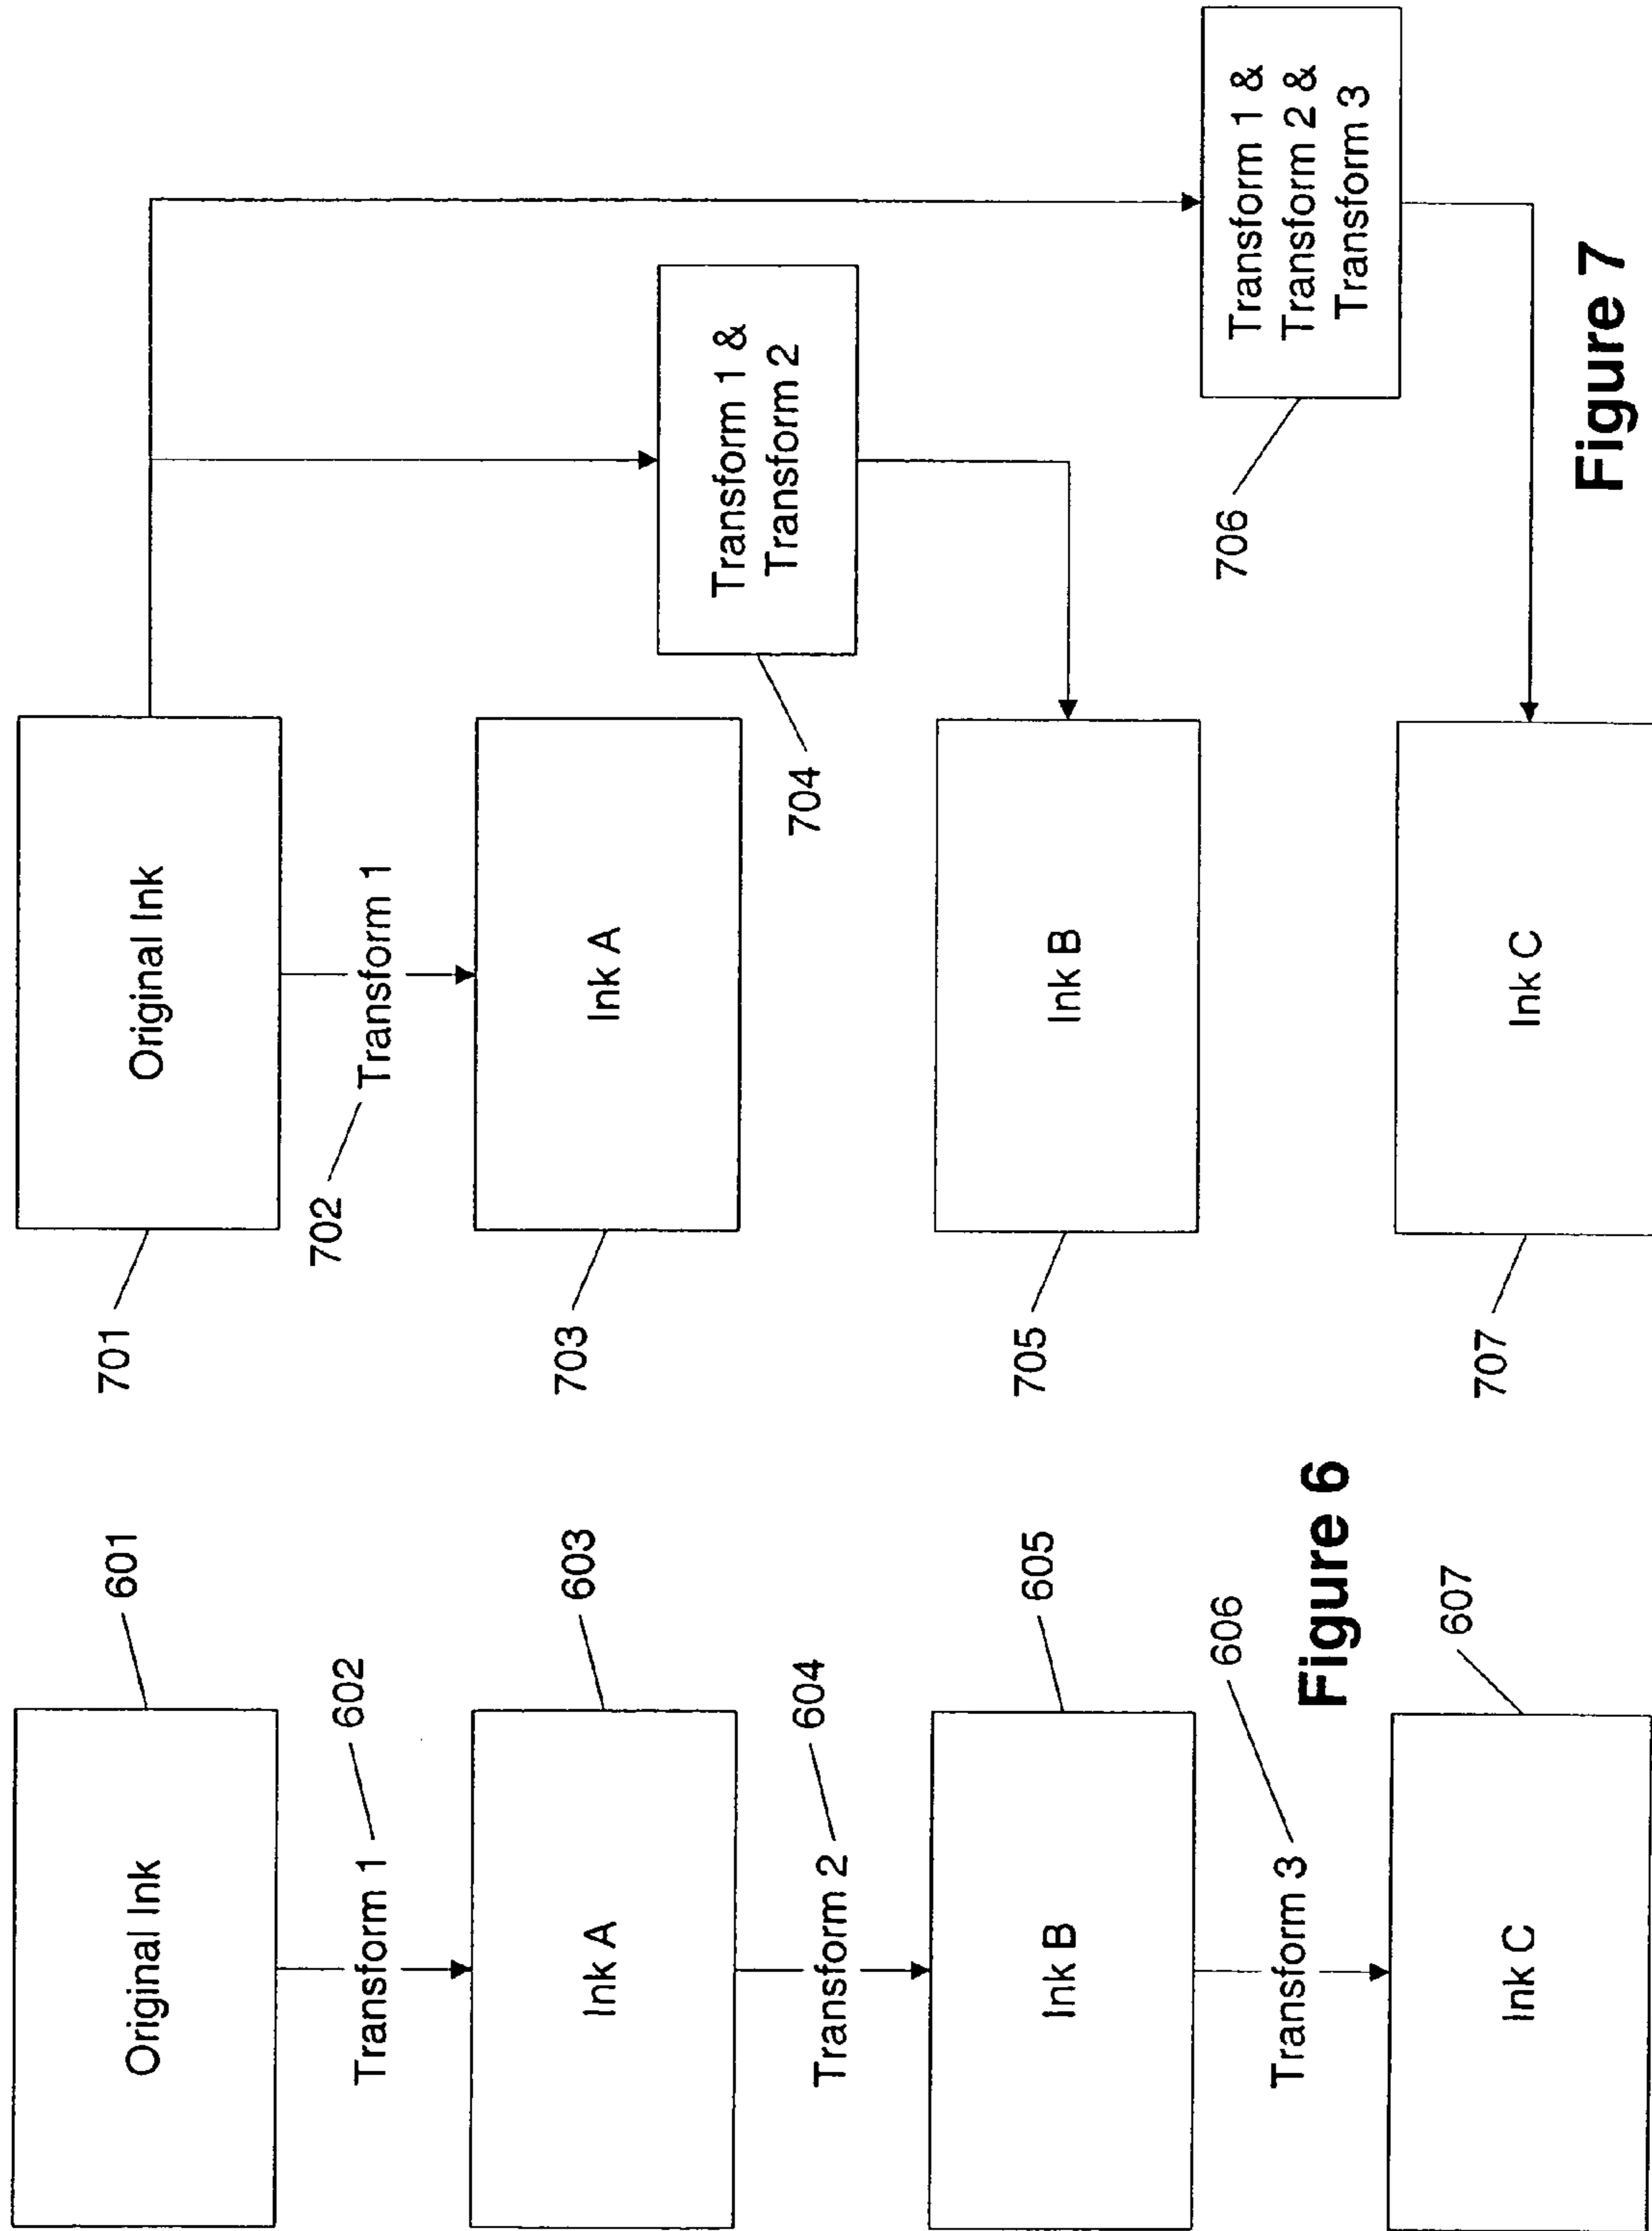 Original Ink
601
Transform 1
602
Ink A
603
Transform 2
604
Ink B
605
Transform 3
606
Ink C
607
Figure 6
701
Original Ink
702
Transform 1
703
Ink A
704
Transform 1 &
Transform 2
705
Ink B
706
Transform 1 &
Transform 2 &
Transform 3
707
Ink C
Figure 7